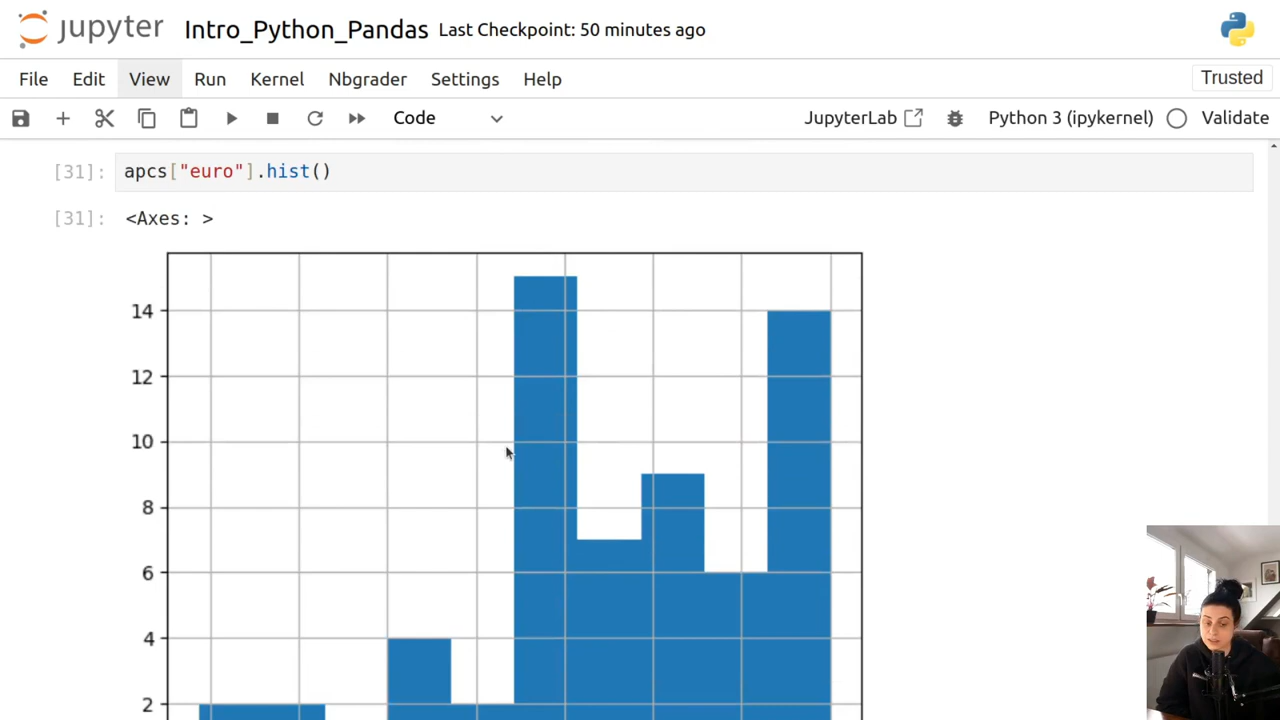 jupyter Intro_Python_Pandas Last Checkpoint: 50 minutes ago
File Edit View Run Kernel Nbgrader Settings Help Trusted
Code JupyterLab Python 3 (ipykernel) Validate
[31]: apcs["euro"].hist()
[31]: <Axes: >
14
12
10
8
6
4
2